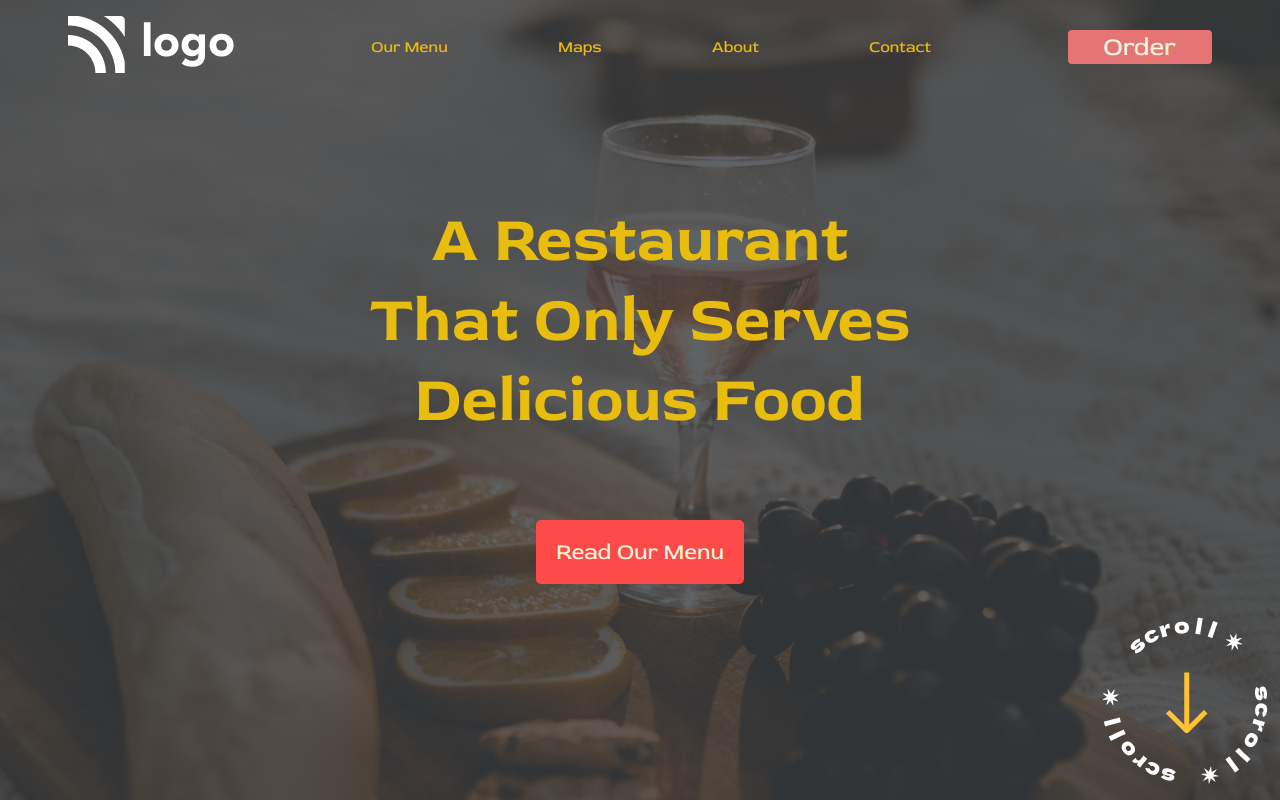 logo
Our Menu
Maps
About
Contact
Order
A Restaurant
That Only Serves
Delicious Food
Read Our Menu
scroll ✷ scroll ✷ scroll ✷